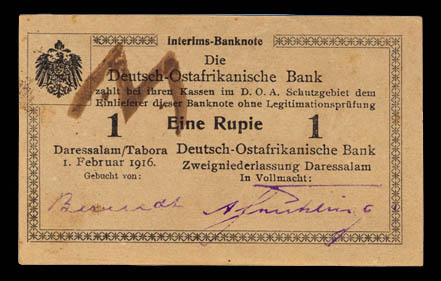 Interims-Banknote
Die
Deutsch-Ostafrikanische Bank
zahlt bei ihren Kassen im D. O. A. Schutzgebiet dem
Einlieferer dieser Banknote ohne Legitimationsprüfung
1 Eine Rupie 1
Daressalam/Tabora Deutsch-Ostafrikanische Bank
1. Februar 1916. Zweigniederlassung Daressalam
Gebucht von: In Vollmacht: